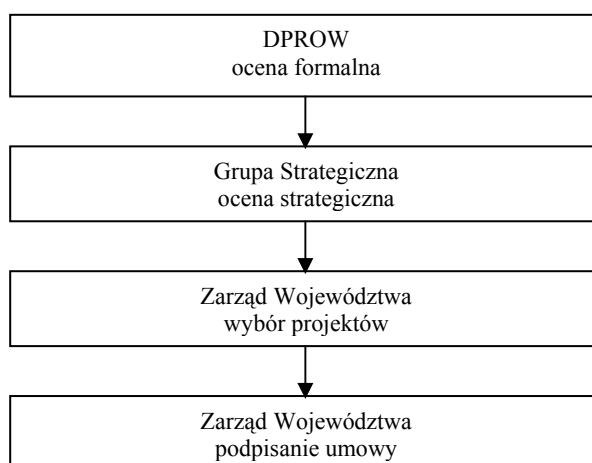 DPROW
ocena formalna
Grupa Strategiczna
ocena strategiczna
Zarząd Województwa
wybór projektów
Zarząd Województwa
podpisanie umowy